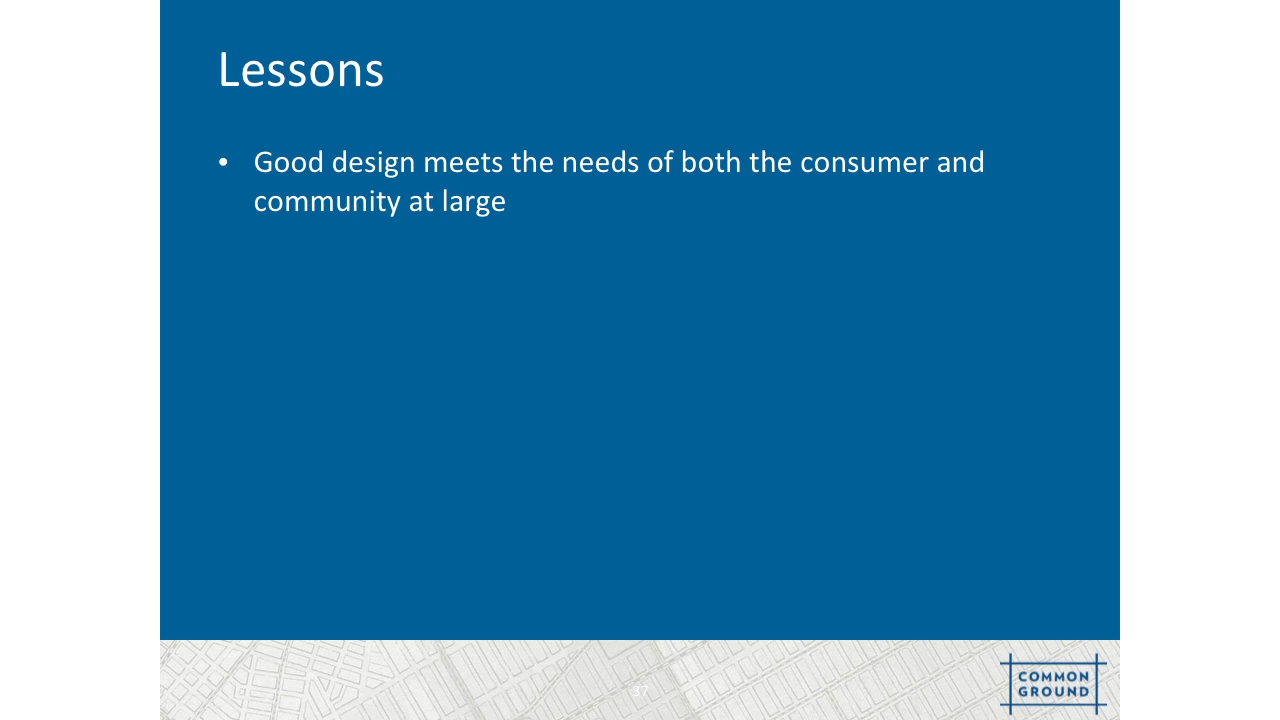 Lessons
• Good design meets the needs of both the consumer and
community at large
37
COMMON
GROUND